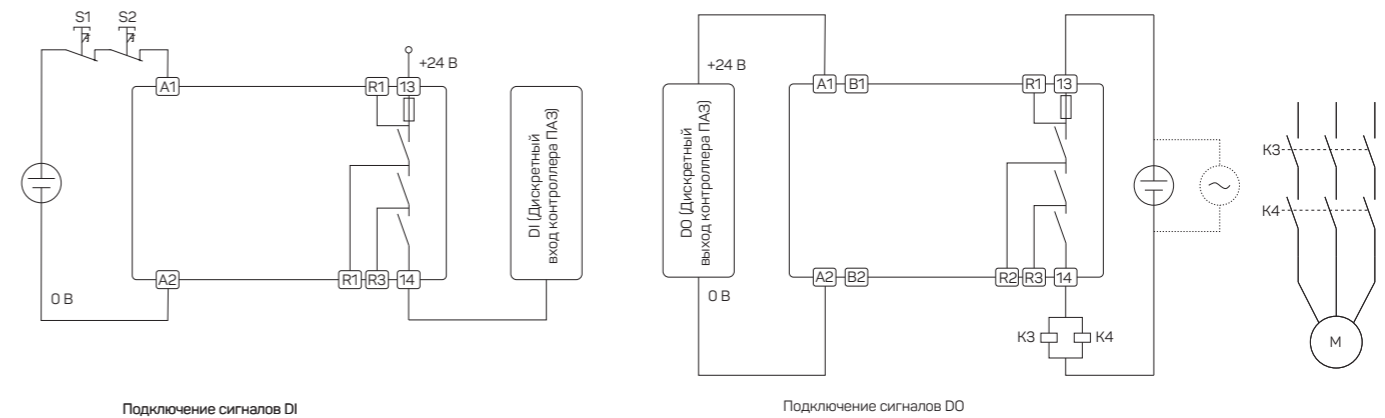 S1 S2
+24 В
A1 R1 13
DI (Дискретный
вход контроллера ПАЗ)
A2 R1 R3 14
0 В
Подключение сигналов DI
+24 В
A1 B1 R1 13
DO (Дискретный
выход контроллера ПАЗ)
K3
K4
A2 B2 R2 R3 14
0 В
K3 K4
M
Подключение сигналов DO